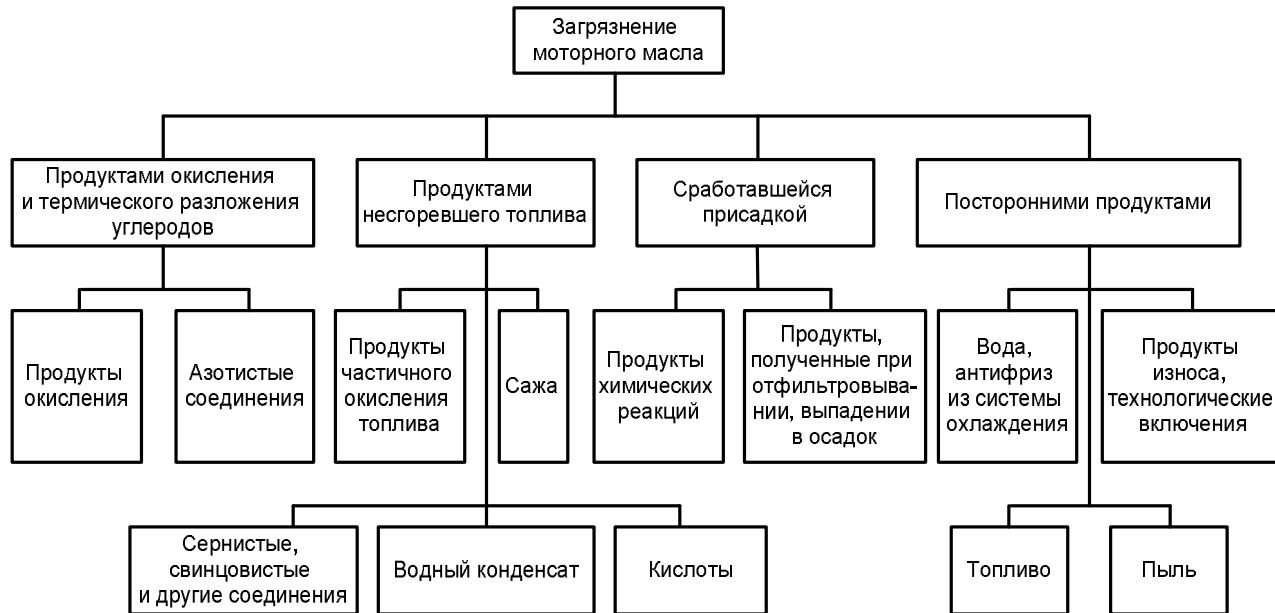 Загрязнение
моторного масла
Продуктами окисления
и термического разложения
углеродов
Продуктами
несгоревшего топлива
Сработавшейся
присадкой
Посторонними продуктами
Продукты
окисления
Азотистые
соединения
Продукты
частичного
окисления
топлива
Сажа
Продукты
химических
реакций
Продукты,
полученные при
отфильтровыва-
нии, выпадении
в осадок
Вода,
антифриз
из системы
охлаждения
Продукты
износа,
технологические
включения
Сернистые,
свинцовистые
и другие соединения
Водный конденсат
Кислоты
Топливо
Пыль